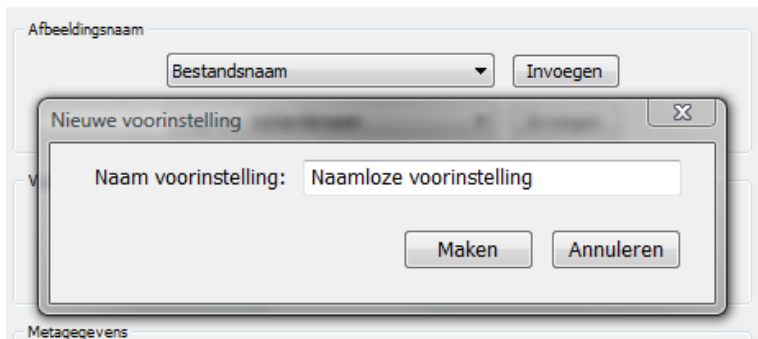 Afbeeldingsnaam
Bestandsnaam Invoegen
Nieuwe voorinstelling
Naam voorinstelling: Naamloze voorinstelling
Maken Annuleren
Metagegevens